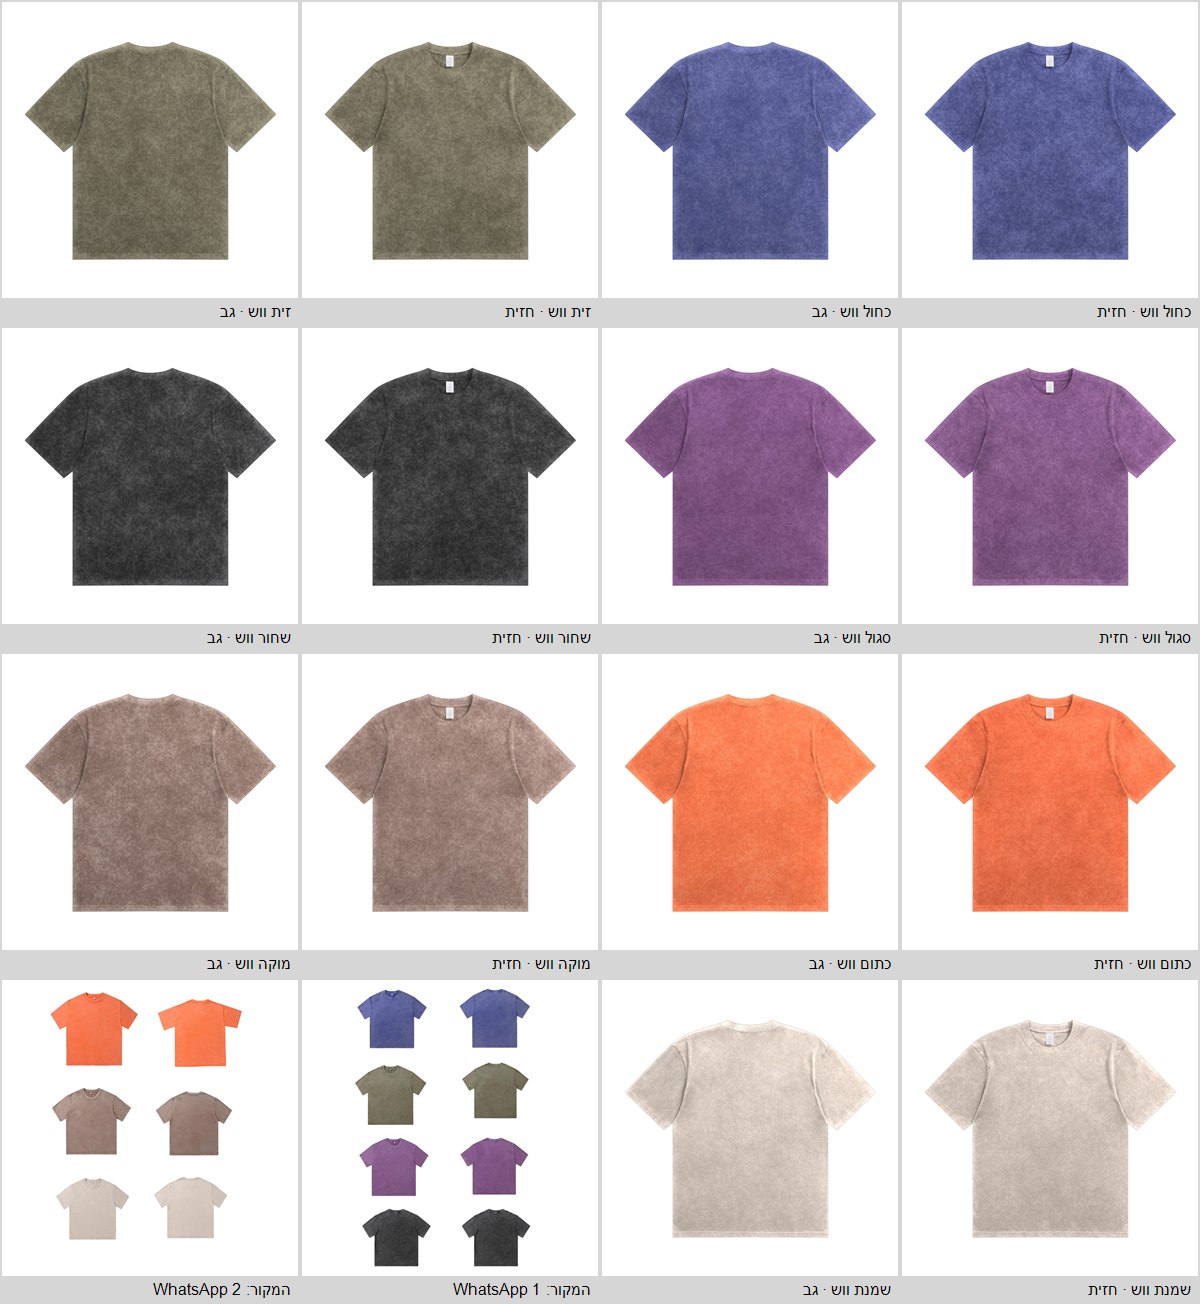 כחול ווש · חזית
כחול ווש · גב
זית ווש · חזית
זית ווש · גב
סגול ווש · חזית
סגול ווש · גב
שחור ווש · חזית
שחור ווש · גב
כתום ווש · חזית
כתום ווש · גב
מוקה ווש · חזית
מוקה ווש · גב
שמנת ווש · חזית
שמנת ווש · גב
המקור: WhatsApp 1
המקור: WhatsApp 2